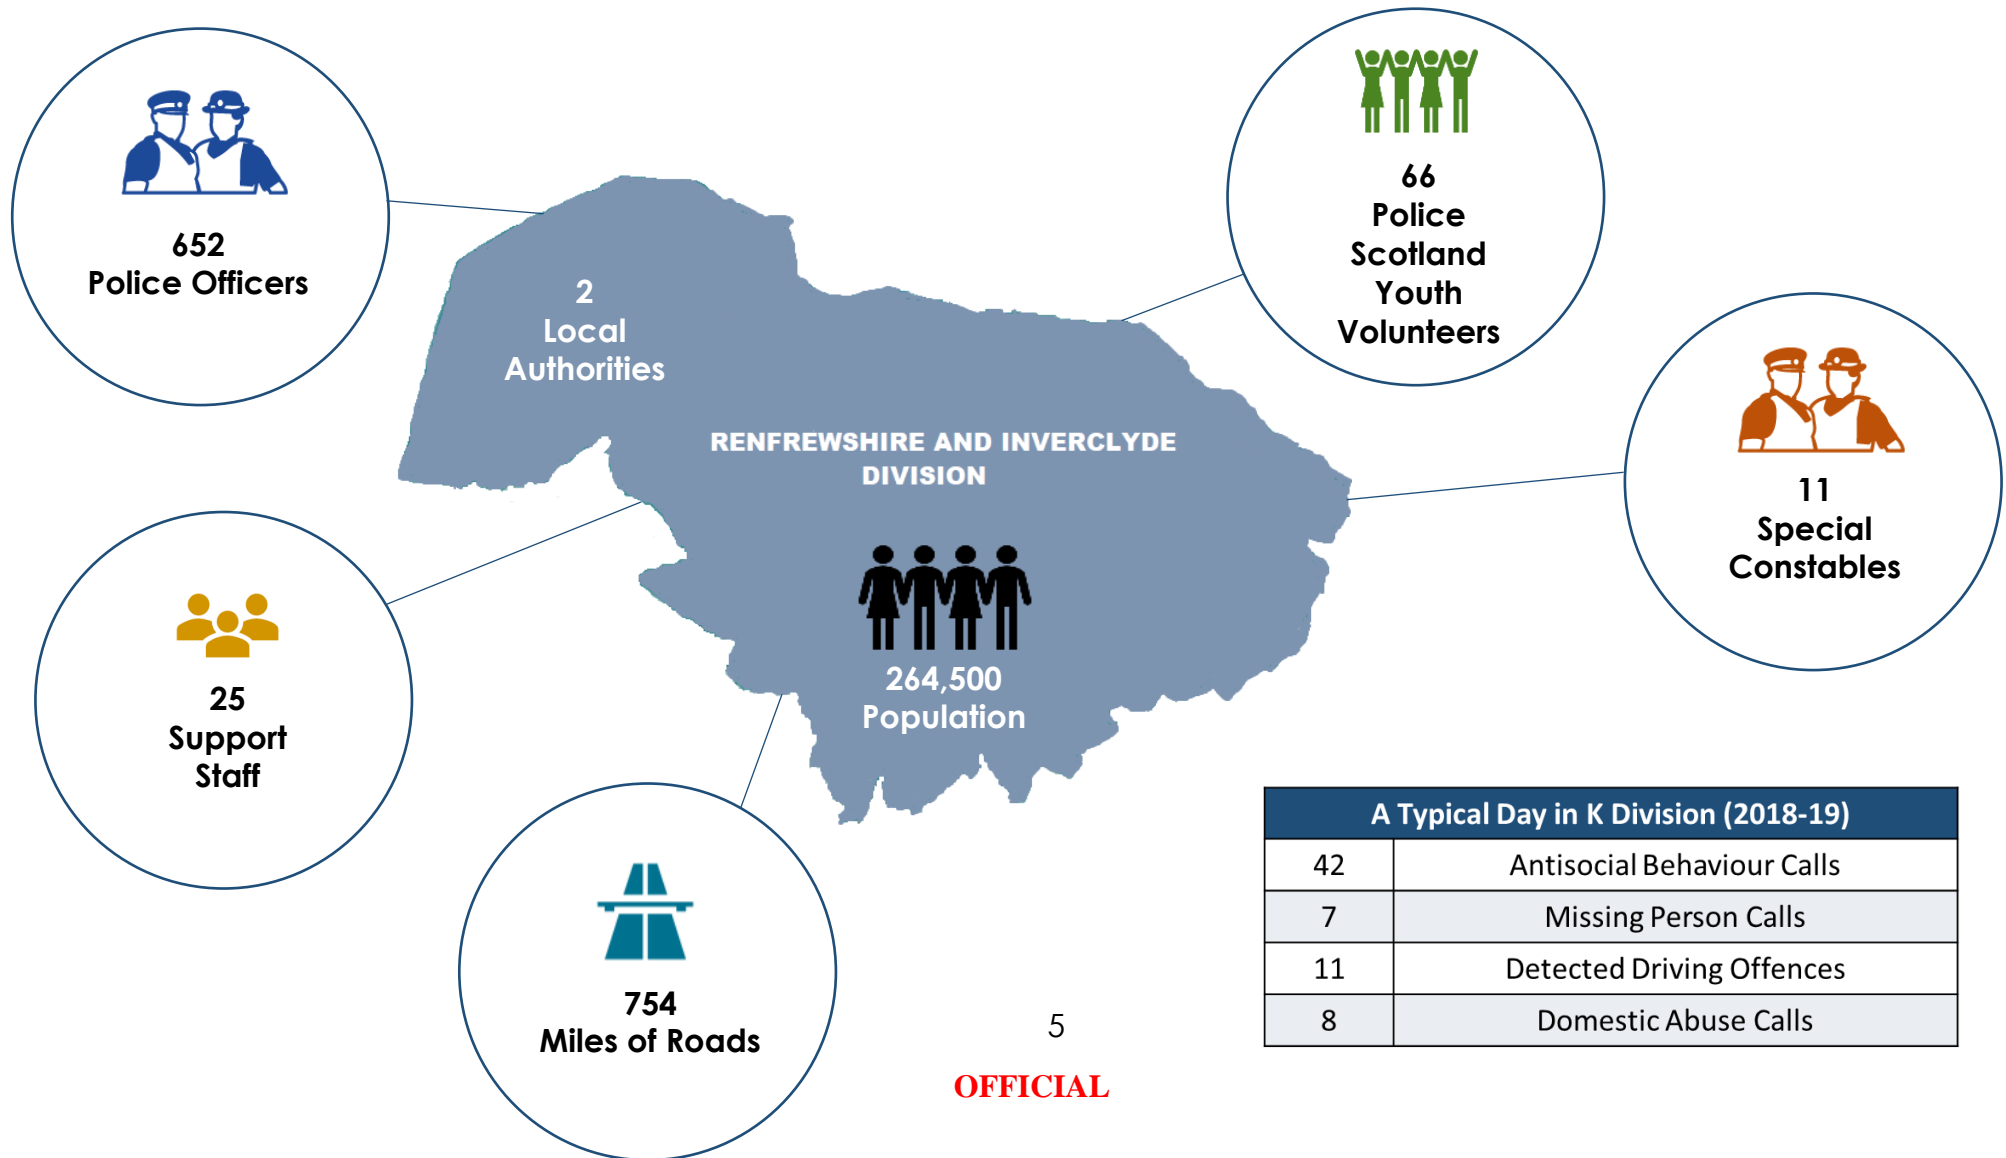 652
Police Officers
66
Police
Scotland
Youth
Volunteers
2
Local
Authorities
RENFREWSHIRE AND INVERCLYDE
DIVISION
11
Special
Constables
264,500
Population
25
Support
Staff
754
Miles of Roads
A Typical Day in K Division (2018-19)
42 Antisocial Behaviour Calls
7 Missing Person Calls
11 Detected Driving Offences
8 Domestic Abuse Calls
5
OFFICIAL